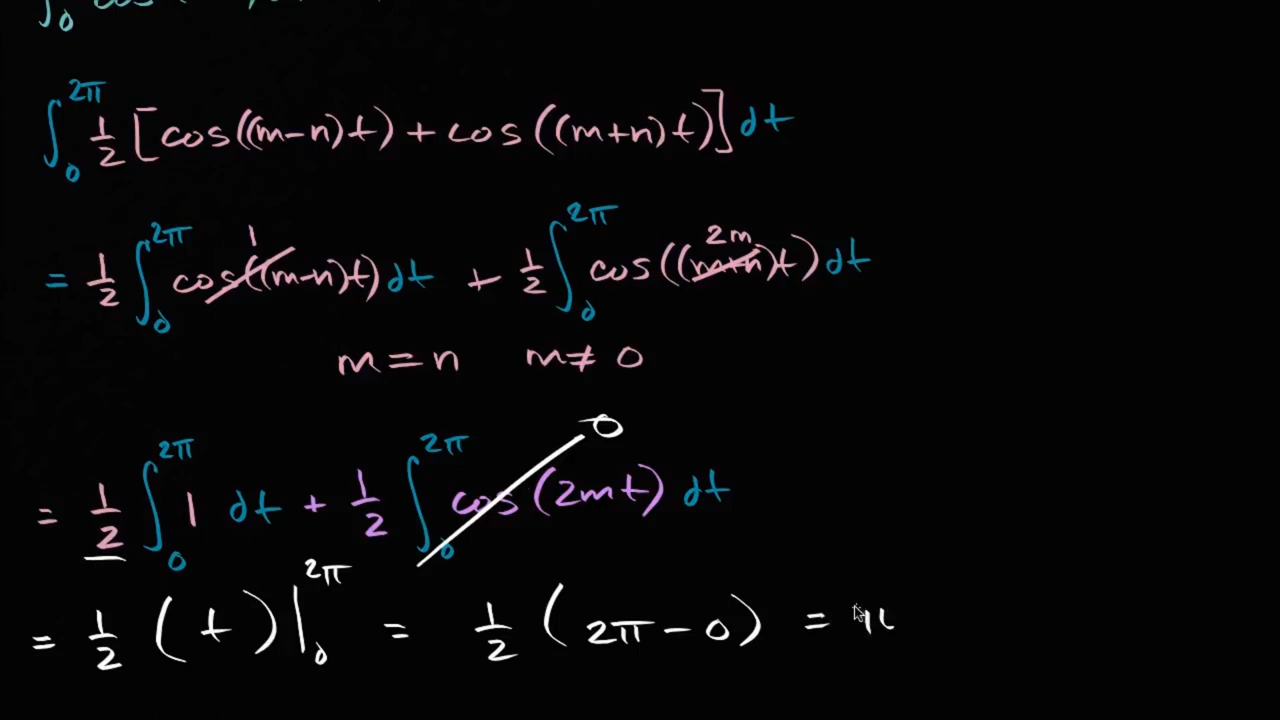 ∫₀ cos(
∫₀^2π 1/2 [cos((m-n)t) + cos((m+n)t)] dt
= 1/2 ∫₀^2π cos((m-n)t) dt 1 + 1/2 ∫₀^2π cos((m+n)t) dt 2m
m = n m ≠ 0
= 1/2 ∫₀^2π 1 dt + 1/2 ∫₀^2π cos(2mt) dt 0
= 1/2 (t)|₀^2π = 1/2 (2π - 0) =